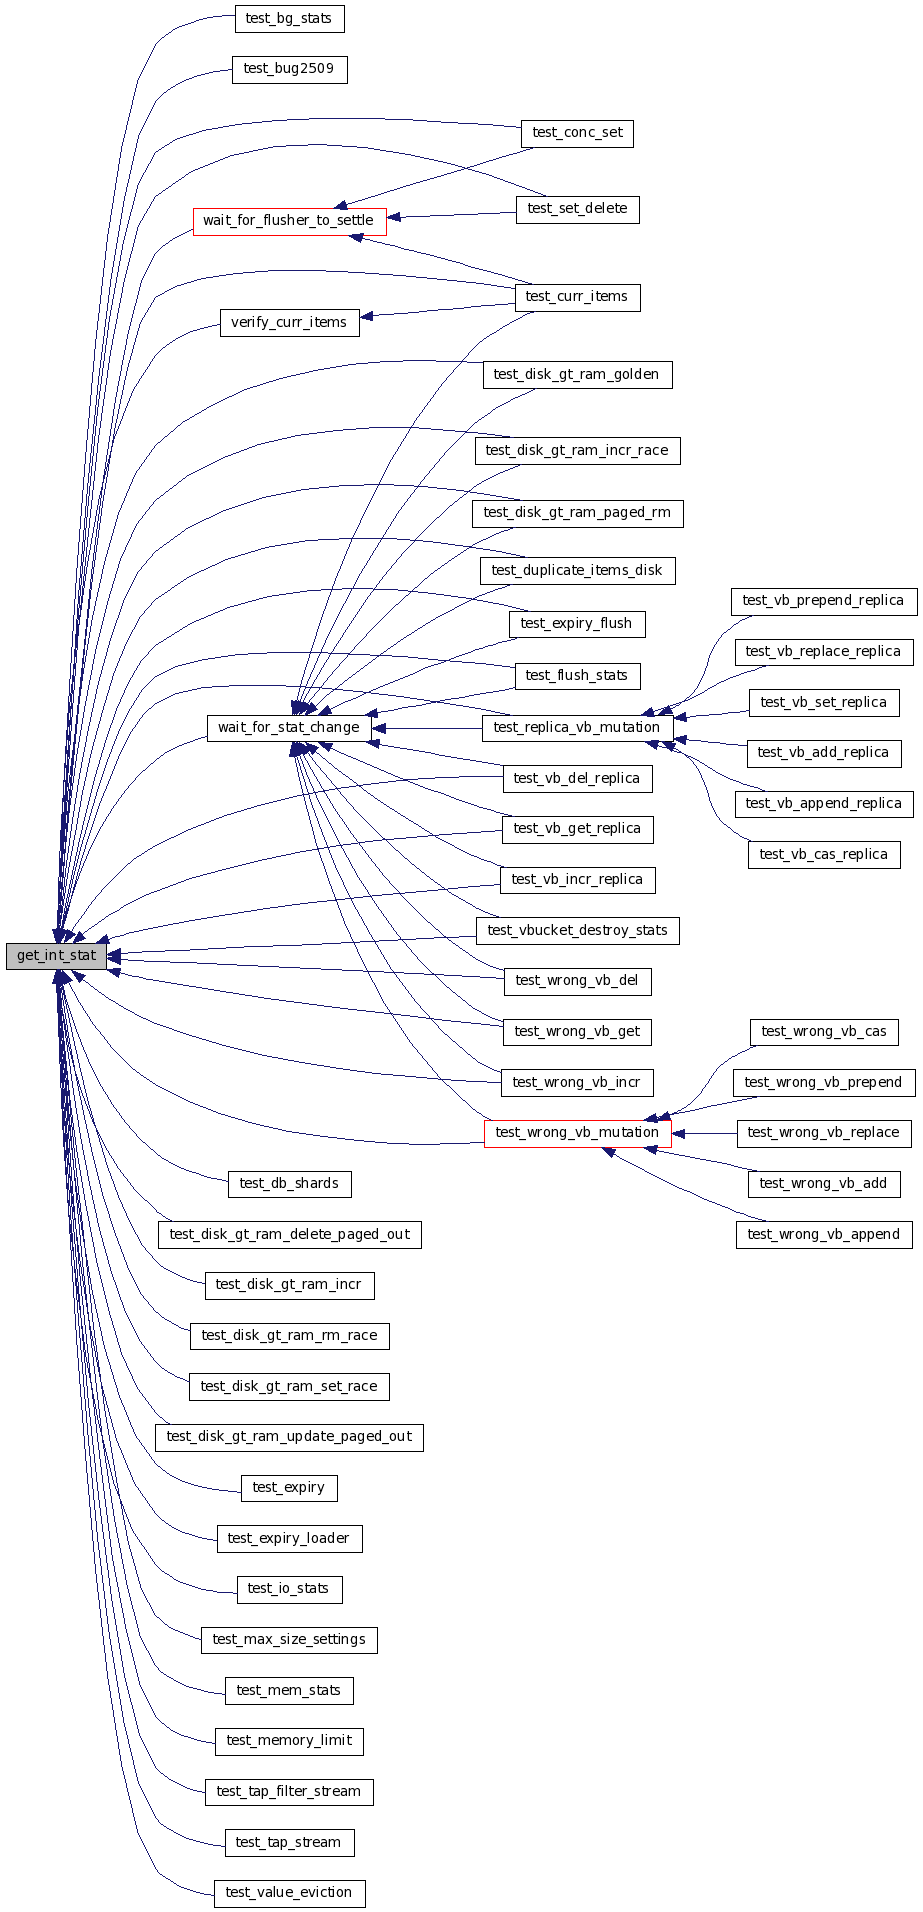 test_bg_stats
test_bug2509
test_conc_set
test_set_delete
wait_for_flusher_to_settle
test_curr_items
verify_curr_items
test_disk_gt_ram_golden
test_disk_gt_ram_incr_race
test_disk_gt_ram_paged_rm
test_duplicate_items_disk
test_vb_prepend_replica
test_expiry_flush
test_vb_replace_replica
test_flush_stats
test_vb_set_replica
wait_for_stat_change
test_replica_vb_mutation
test_vb_add_replica
test_vb_del_replica
test_vb_append_replica
test_vb_get_replica
test_vb_cas_replica
test_vb_incr_replica
test_vbucket_destroy_stats
get_int_stat
test_wrong_vb_del
test_wrong_vb_get
test_wrong_vb_cas
test_wrong_vb_incr
test_wrong_vb_prepend
test_wrong_vb_mutation
test_wrong_vb_replace
test_db_shards
test_wrong_vb_add
test_disk_gt_ram_delete_paged_out
test_wrong_vb_append
test_disk_gt_ram_incr
test_disk_gt_ram_rm_race
test_disk_gt_ram_set_race
test_disk_gt_ram_update_paged_out
test_expiry
test_expiry_loader
test_io_stats
test_max_size_settings
test_mem_stats
test_memory_limit
test_tap_filter_stream
test_tap_stream
test_value_eviction